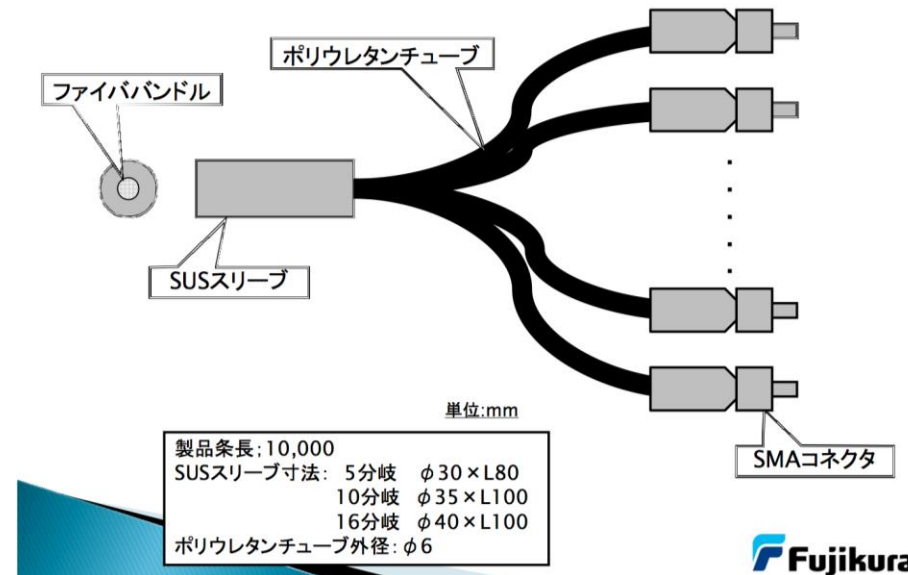 ポリウレタンチューブ
ファイババンドル
SUSスリーブ
単位:mm
SMAコネクタ
製品条長;10,000
SUSスリーブ寸法: 5分岐 φ30×L80
10分岐 φ35×L100
16分岐 φ40×L100
ポリウレタンチューブ外径:φ6
Fujikura